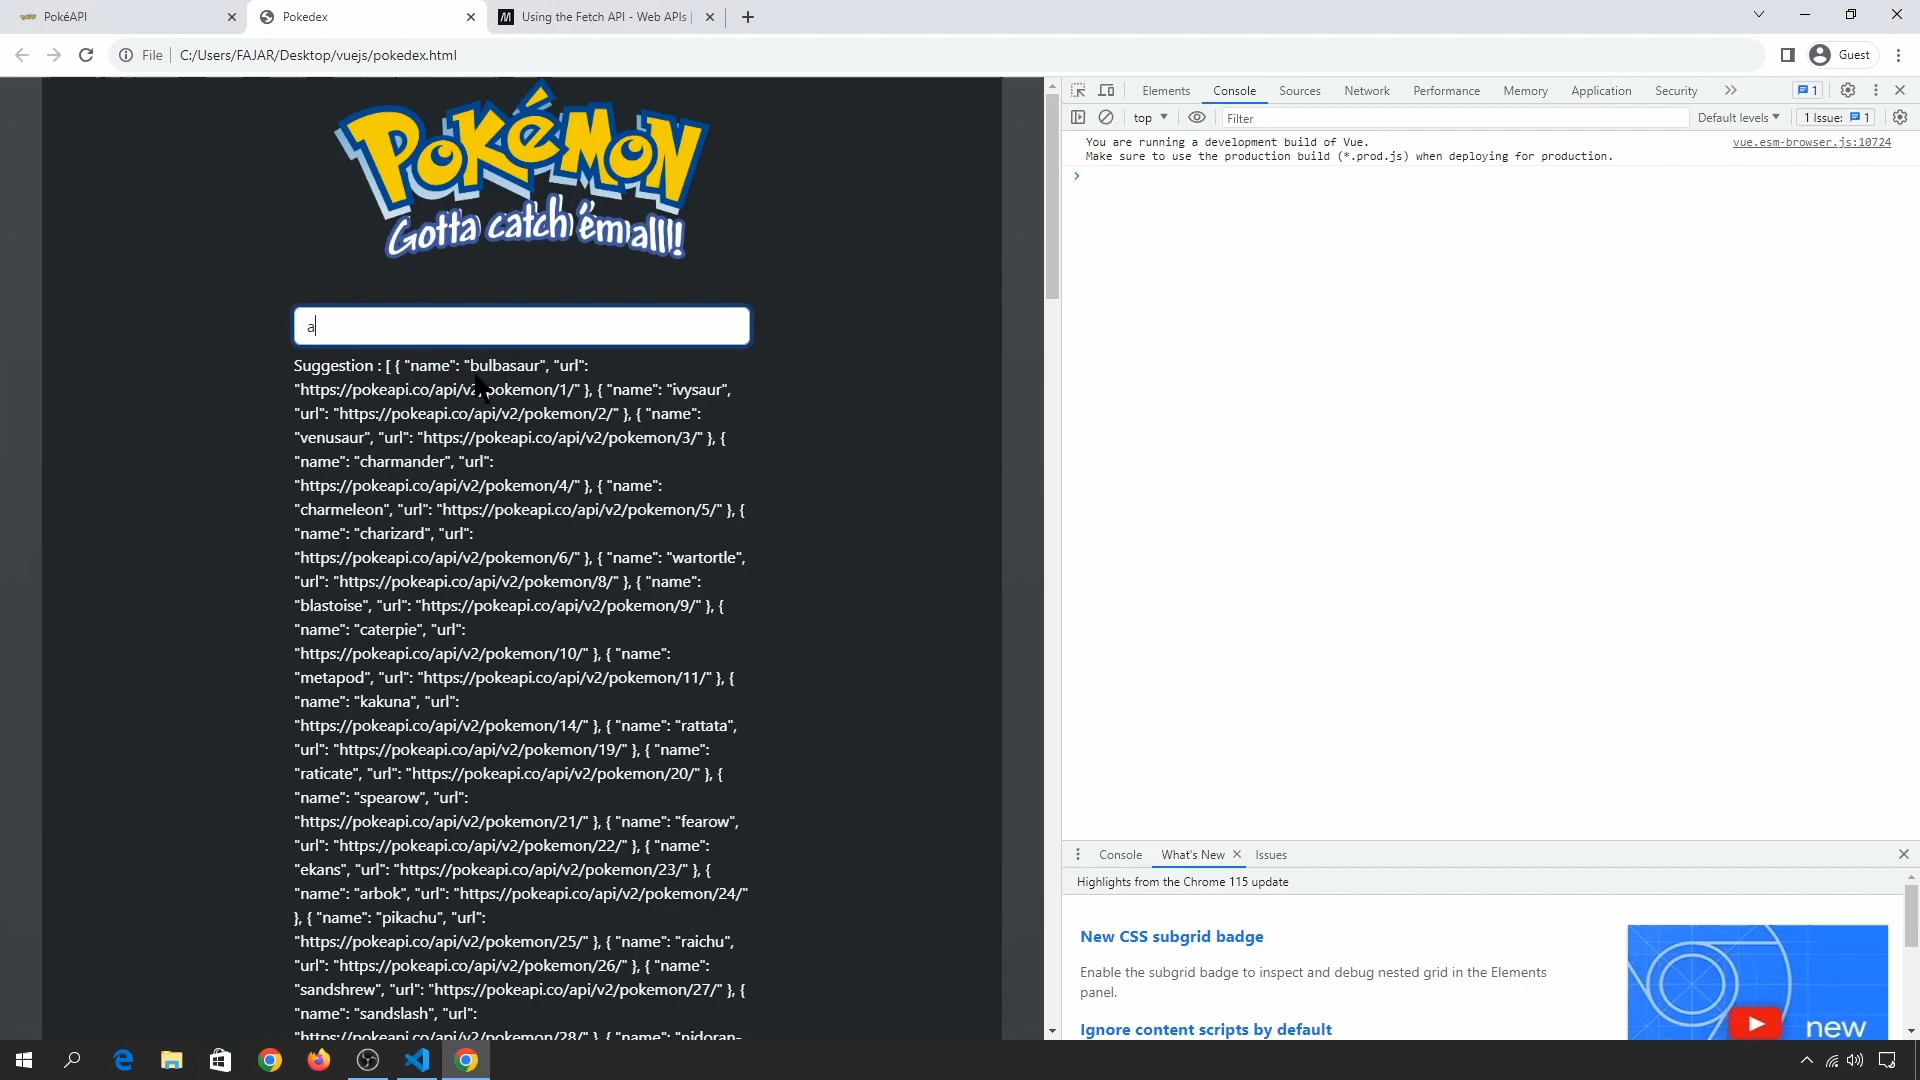 PokéAPI
Pokedex
Using the Fetch API - Web APIs |
File
C:/Users/FAJAR/Desktop/vuejs/pokedex.html
Guest
POKéMON
Gotta catch ém alll!
a
Suggestion : [ { "name": "bulbasaur", "url":
"https://pokeapi.co/api/v2/pokemon/1/" }, { "name": "ivysaur",
"url": "https://pokeapi.co/api/v2/pokemon/2/" }, { "name":
"venusaur", "url": "https://pokeapi.co/api/v2/pokemon/3/" }, {
"name": "charmander", "url":
"https://pokeapi.co/api/v2/pokemon/4/" }, { "name":
"charmeleon", "url": "https://pokeapi.co/api/v2/pokemon/5/" }, {
"name": "charizard", "url":
"https://pokeapi.co/api/v2/pokemon/6/" }, { "name": "wartortle",
"url": "https://pokeapi.co/api/v2/pokemon/8/" }, { "name":
"blastoise", "url": "https://pokeapi.co/api/v2/pokemon/9/" }, {
"name": "caterpie", "url":
"https://pokeapi.co/api/v2/pokemon/10/" }, { "name":
"metapod", "url": "https://pokeapi.co/api/v2/pokemon/11/" }, {
"name": "kakuna", "url":
"https://pokeapi.co/api/v2/pokemon/14/" }, { "name": "rattata",
"url": "https://pokeapi.co/api/v2/pokemon/19/" }, { "name":
"raticate", "url": "https://pokeapi.co/api/v2/pokemon/20/" }, {
"name": "spearow", "url":
"https://pokeapi.co/api/v2/pokemon/21/" }, { "name": "fearow",
"url": "https://pokeapi.co/api/v2/pokemon/22/" }, { "name":
"ekans", "url": "https://pokeapi.co/api/v2/pokemon/23/" }, {
"name": "arbok", "url": "https://pokeapi.co/api/v2/pokemon/24/"
}, { "name": "pikachu", "url":
"https://pokeapi.co/api/v2/pokemon/25/" }, { "name": "raichu",
"url": "https://pokeapi.co/api/v2/pokemon/26/" }, { "name":
"sandshrew", "url": "https://pokeapi.co/api/v2/pokemon/27/" }, {
"name": "sandslash", "url":
"https://pokeapi.co/api/v2/pokemon/28/" }, { "name": "nidoran-
Elements Console Sources Network Performance Memory Application Security 1
top Filter Default levels 1 Issue: 1
You are running a development build of Vue. vue.esm-browser.js:10724
Make sure to use the production build (*.prod.js) when deploying for production.
Console What's New Issues
Highlights from the Chrome 115 update
New CSS subgrid badge
Enable the subgrid badge to inspect and debug nested grid in the Elements
panel.
Ignore content scripts by default
new